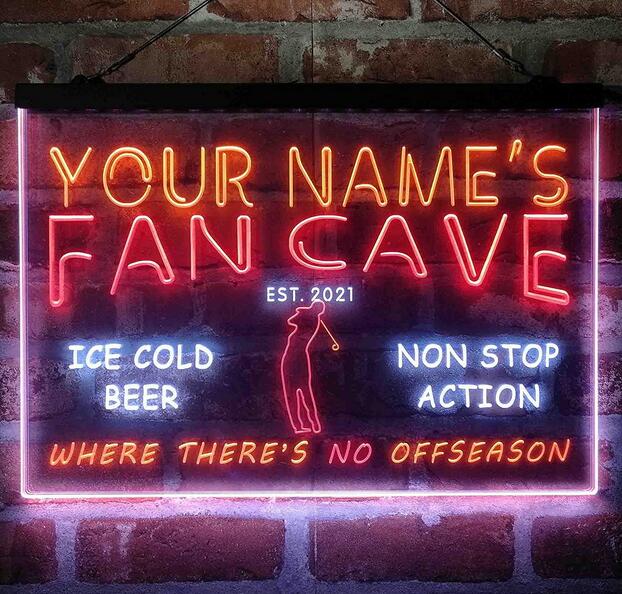 YOUR NAME'S
FAN CAVE
EST. 2021
ICE COLD
BEER
NON STOP
ACTION
WHERE THERE'S NO OFFSEASON